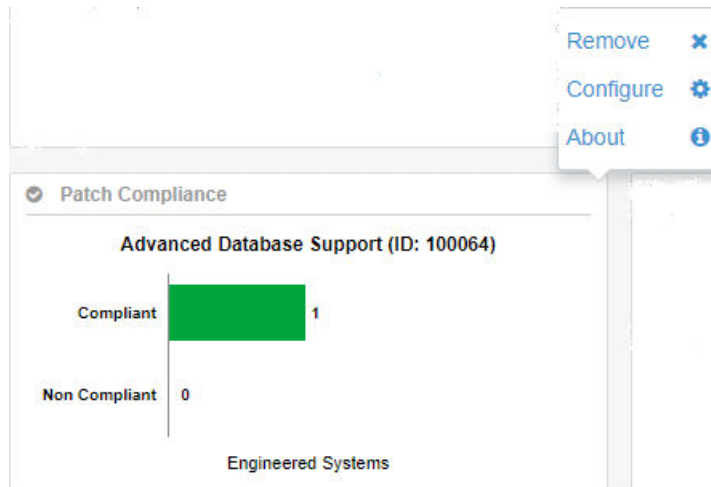 Remove
Configure
About
Patch Compliance
Advanced Database Support (ID: 100064)
Compliant 1
Non Compliant 0
Engineered Systems